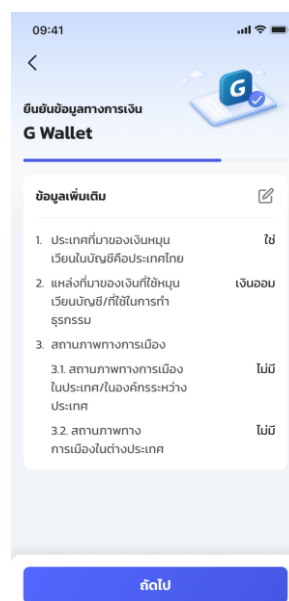 09:41
G
ยืนยันข้อมูลทางการเงิน
G Wallet
ข้อมูลเพิ่มเติม
1. ประเทศที่มาของเงินหมุน ใช่
เวียนในบัญชีคือประเทศไทย
2. แหล่งที่มาของเงินที่ใช้หมุน เงินออม
เวียนบัญชี/ที่ใช้ในการทำ
ธุรกรรม
3. สถานภาพทางการเมือง
3.1. สถานภาพทางการเมือง ไม่มี
ในประเทศ/ในองค์กรระหว่าง
ประเทศ
3.2. สถานภาพทาง ไม่มี
การเมืองในต่างประเทศ
ถัดไป